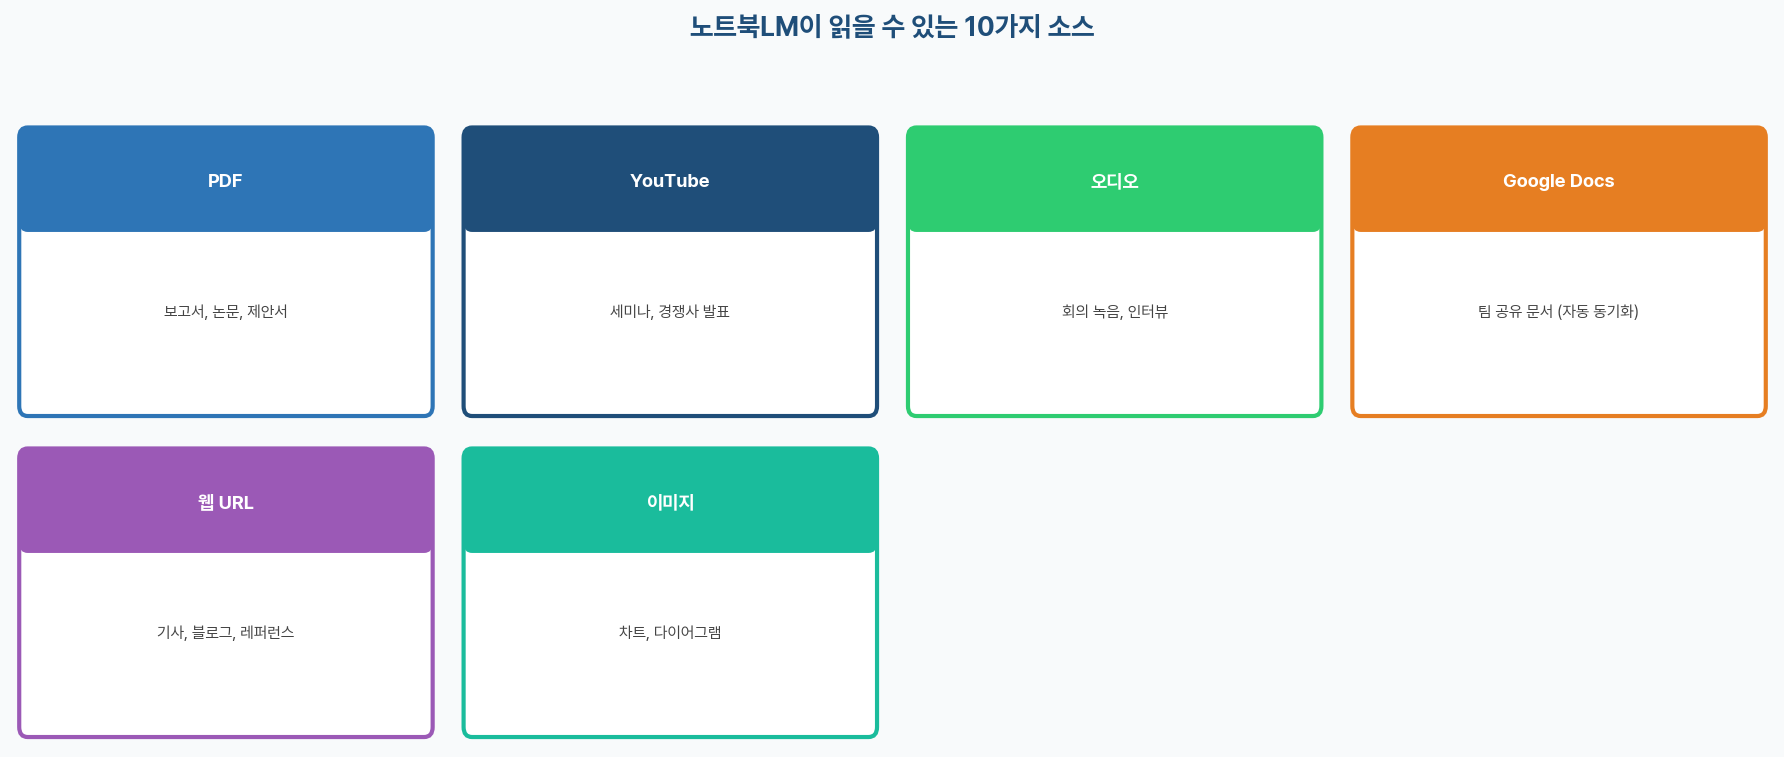 노트북LM이 읽을 수 있는 10가지 소스
PDF
보고서, 논문, 제안서
YouTube
세미나, 경쟁사 발표
오디오
회의 녹음, 인터뷰
Google Docs
팀 공유 문서 (자동 동기화)
웹 URL
기사, 블로그, 레퍼런스
이미지
차트, 다이어그램